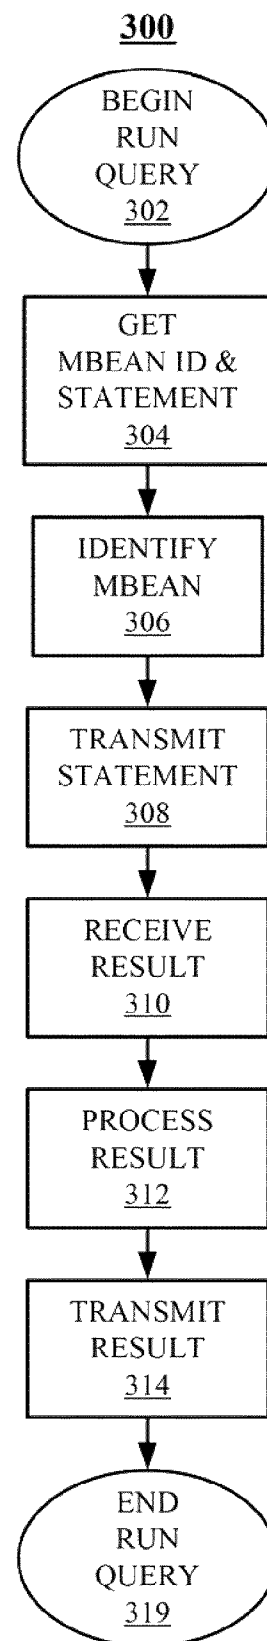 300
BEGIN
RUN
QUERY
302
GET
MBEAN ID &
STATEMENT
304
IDENTIFY
MBEAN
306
TRANSMIT
STATEMENT
308
RECEIVE
RESULT
310
PROCESS
RESULT
312
TRANSMIT
RESULT
314
END
RUN
QUERY
319